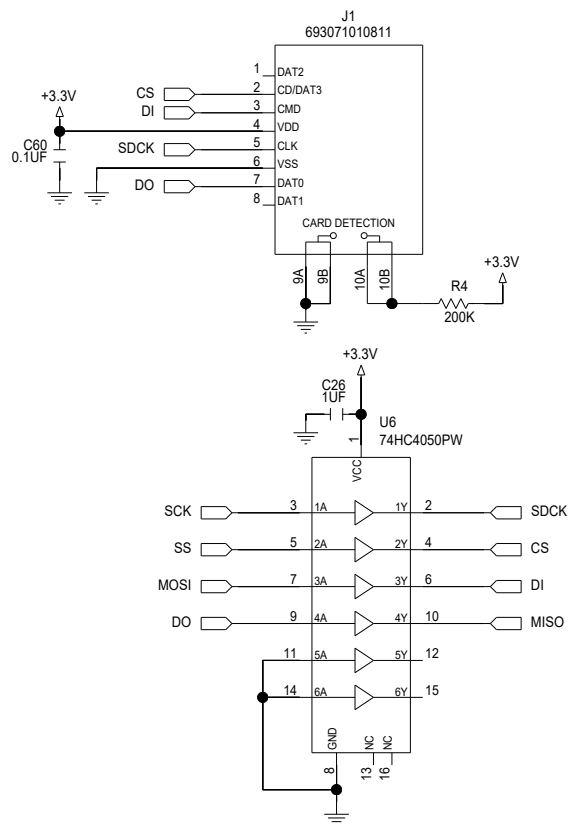 J1
693071010811
1 DAT2
CS 2 CD/DAT3
DI 3 CMD
+3.3V 4 VDD
C60
0.1UF
SDCK 5 CLK
6 VSS
DO 7 DAT0
8 DAT1
CARD DETECTION
9A 9B 10A 10B
+3.3V
R4
200K
+3.3V
C26
1UF
U6
74HC4050PW
1
VCC
SCK 3 1A 1Y 2 SDCK
SS 5 2A 2Y 4 CS
MOSI 7 3A 3Y 6 DI
DO 9 4A 4Y 10 MISO
11 5A 5Y 12
14 6A 6Y 15
GND NC NC
8 13 16